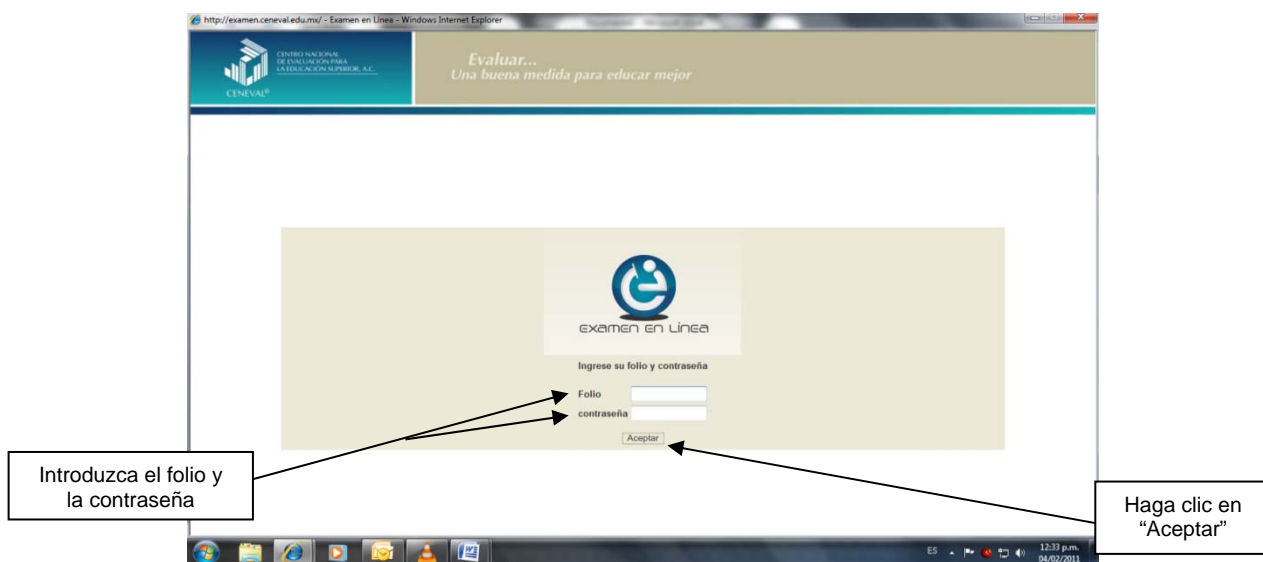 http://examen.ceneval.edu.mx/ - Examen en Línea - Windows Internet Explorer
CENTRO NACIONAL
DE EVALUACIÓN PARA
LA EDUCACIÓN SUPERIOR, A.C.
CENEVAL®
Evaluar...
Una buena medida para educar mejor
examen en Línea
Ingrese su folio y contraseña
Folio
contraseña
Aceptar
Introduzca el folio y
la contraseña
Haga clic en
“Aceptar”
ES
12:33 p.m.
04/02/2011